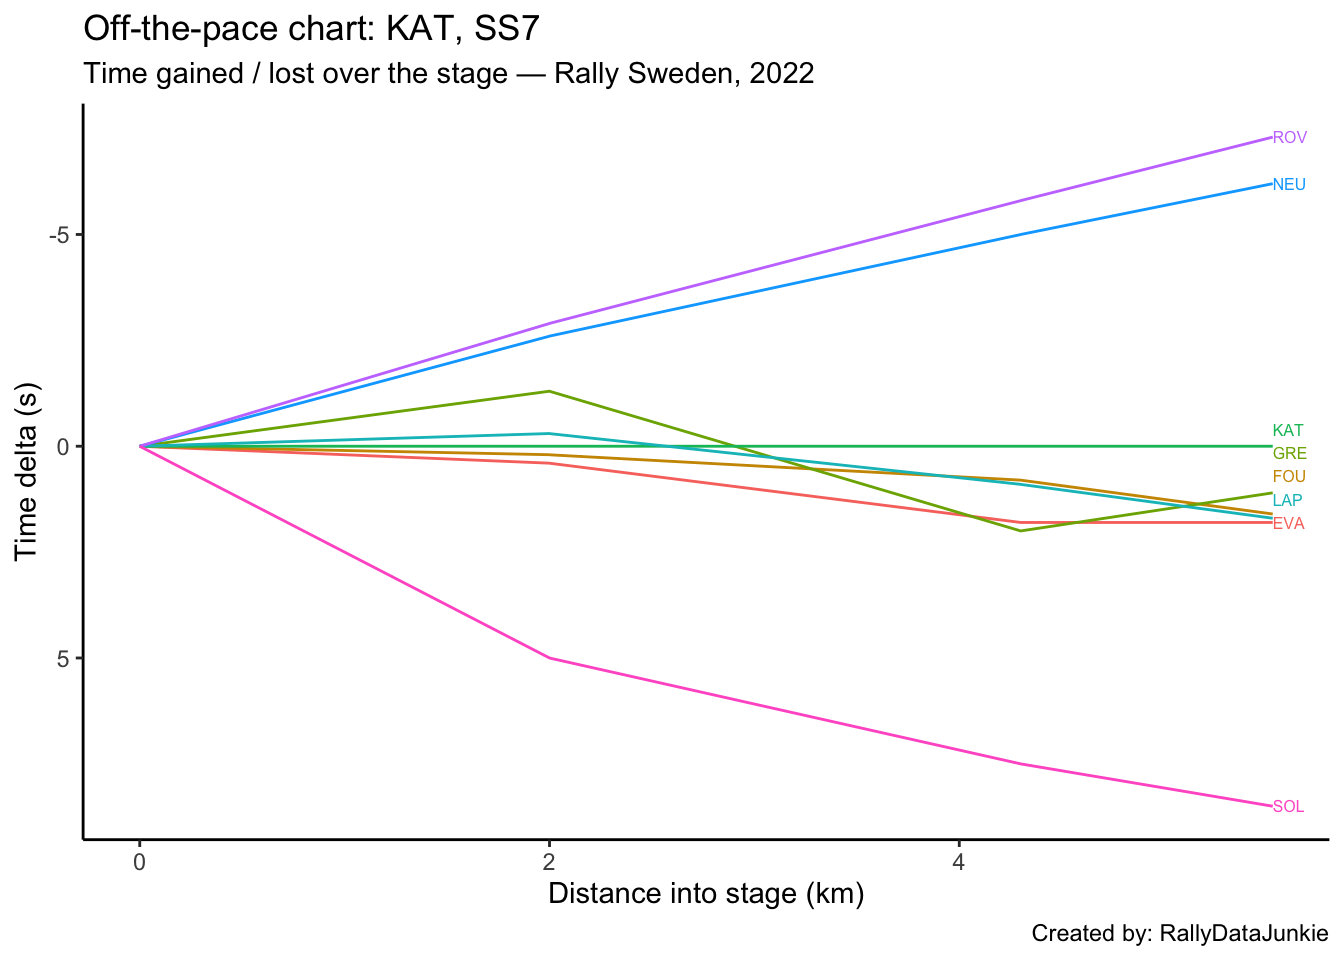 Off-the-pace chart: KAT, SS7
Time gained / lost over the stage — Rally Sweden, 2022
ROV
NEU
-5
Time delta (s)
0
KAT
GRE
FOU
LAP
EVA
5
SOL
0 2 4
Distance into stage (km)
Created by: RallyDataJunkie